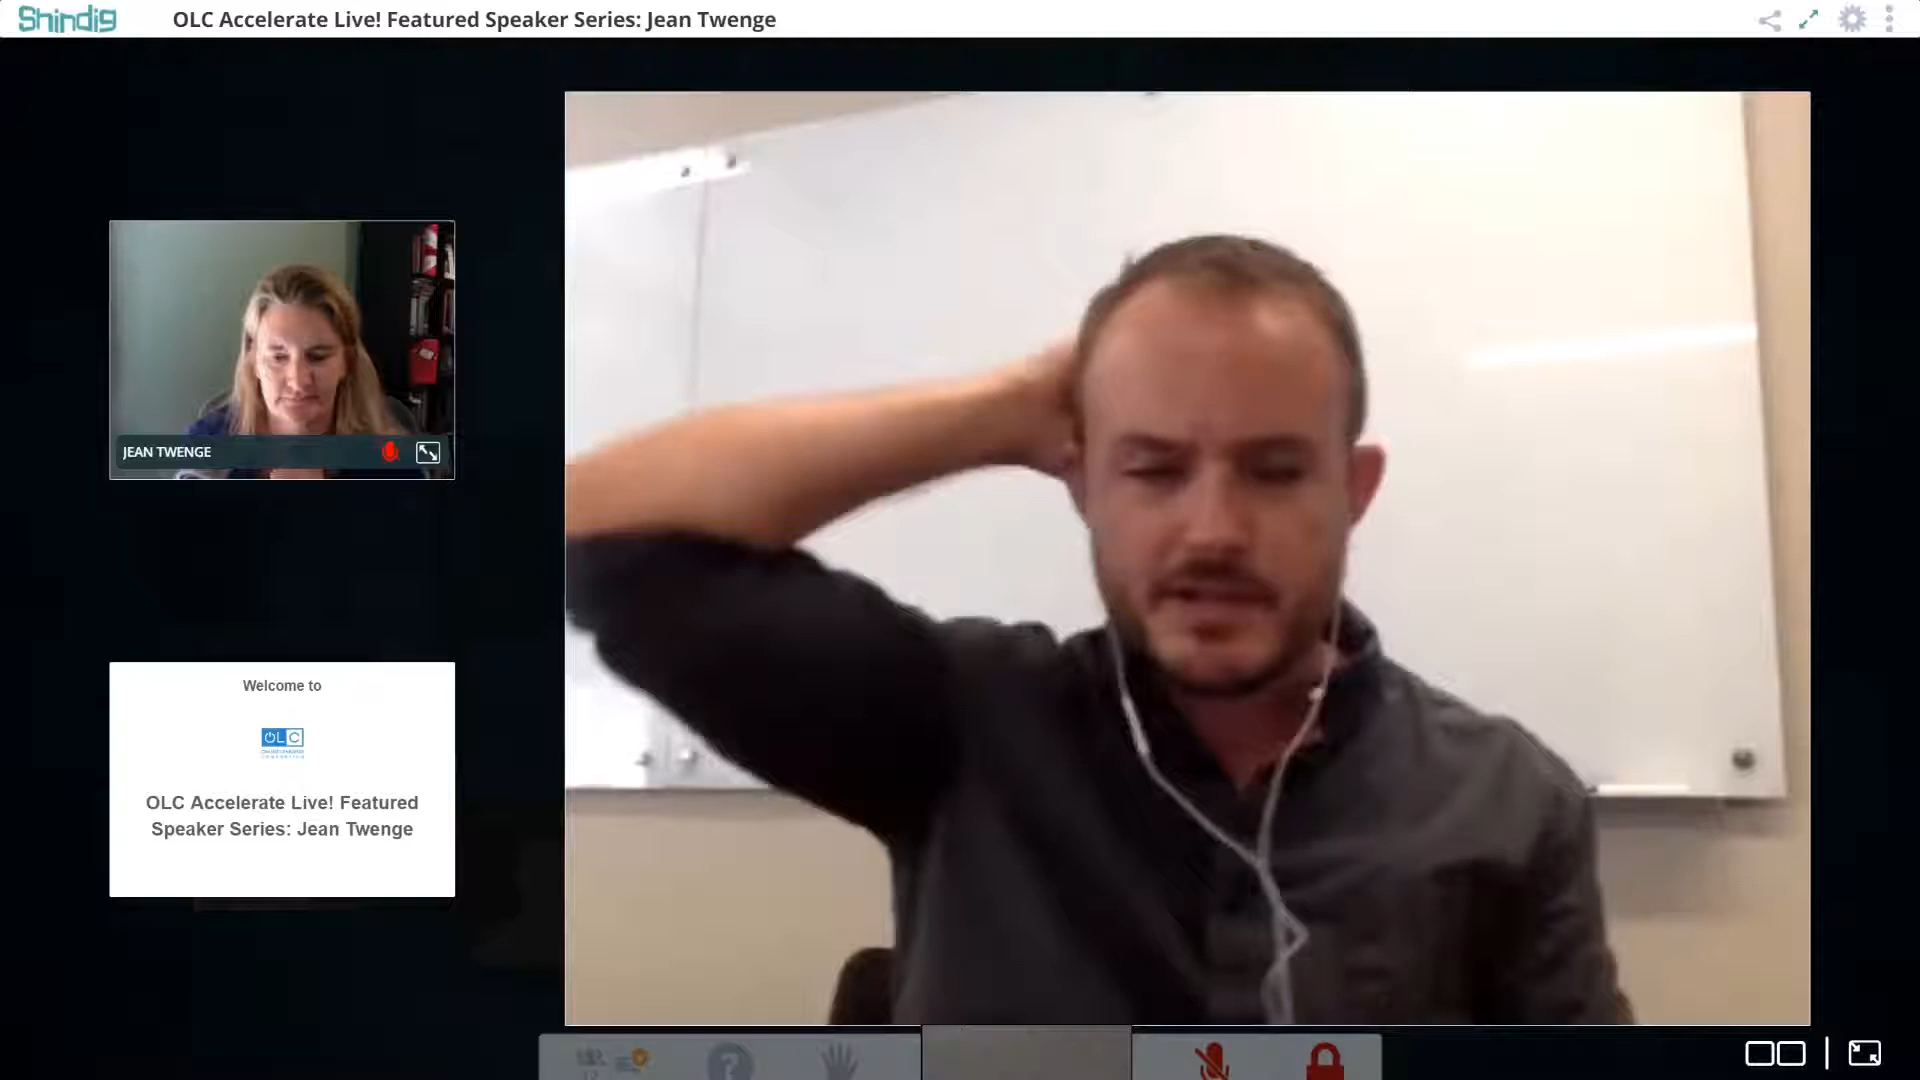 Shindig
OLC Accelerate Live! Featured Speaker Series: Jean Twenge
JEAN TWENGE
Welcome to
OLC
OLC Accelerate Live! Featured
Speaker Series: Jean Twenge